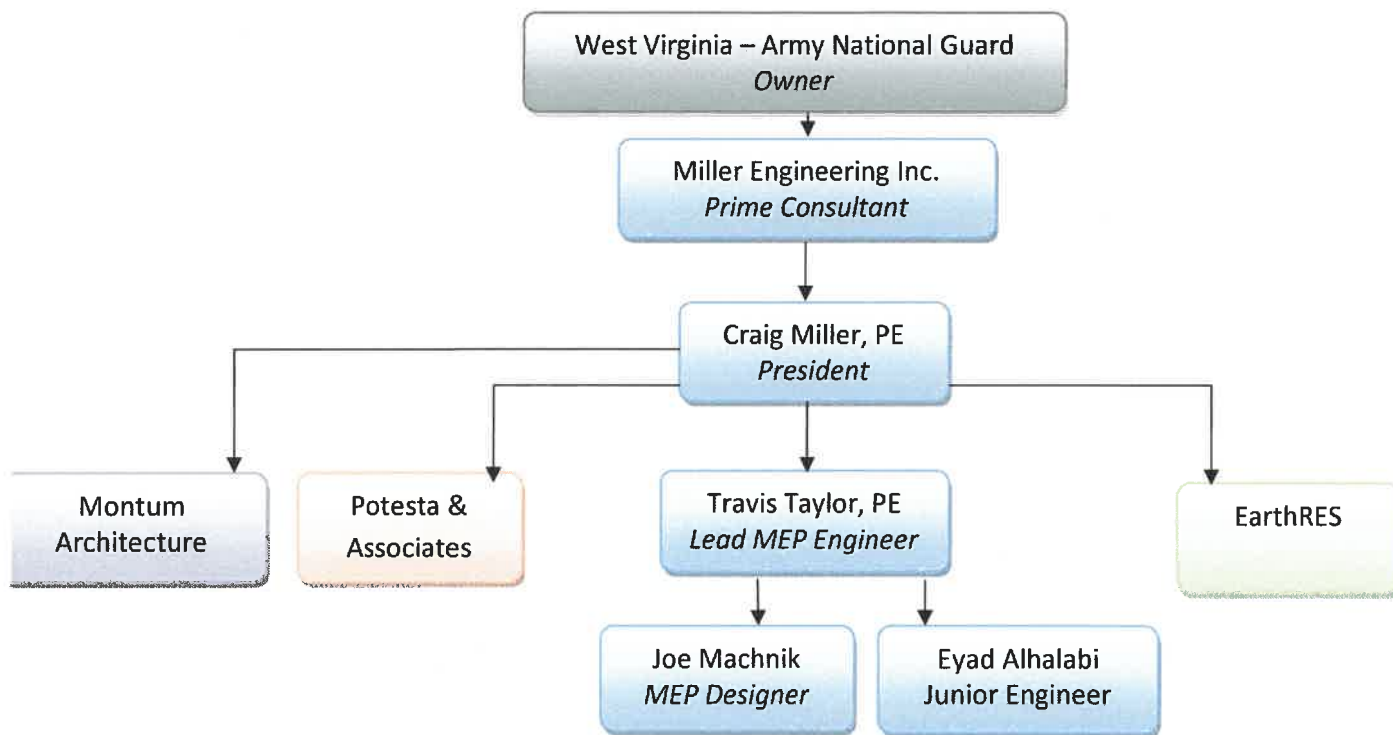 West Virginia – Army National Guard
Owner
Miller Engineering Inc.
Prime Consultant
Craig Miller, PE
President
Montum
Architecture
Potesta &
Associates
Travis Taylor, PE
Lead MEP Engineer
EarthRES
Joe Machnik
MEP Designer
Eyad Alhalabi
Junior Engineer